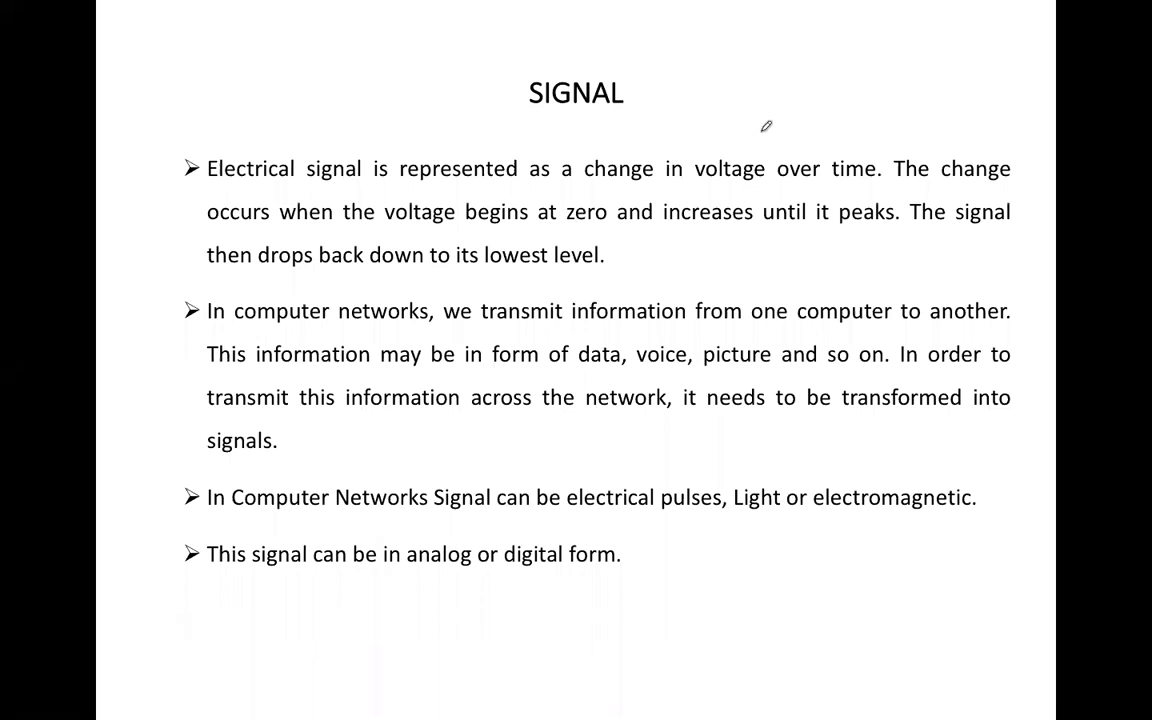 SIGNAL
➢ Electrical signal is represented as a change in voltage over time. The change
occurs when the voltage begins at zero and increases until it peaks. The signal
then drops back down to its lowest level.
➢ In computer networks, we transmit information from one computer to another.
This information may be in form of data, voice, picture and so on. In order to
transmit this information across the network, it needs to be transformed into
signals.
➢ In Computer Networks Signal can be electrical pulses, Light or electromagnetic.
➢ This signal can be in analog or digital form.